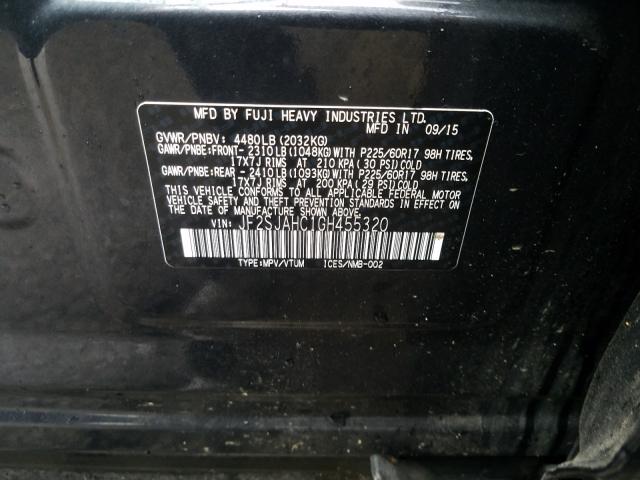 MFD BY FUJI HEAVY INDUSTRIES LTD.
MFD IN 09/15
GVWR/PNBV: 4480LB(2032KG)
GAWR/PNBE:FRONT- 2310LB(1048KG)WITH P225/60R17 98H TIRES,
17X7J RIMS AT 210 KPA(30 PSI)COLD
GAWR/PNBE:REAR - 2410LB(1093KG)WITH P225/60R17 98H TIRES,
17X7J RIMS AT 200 KPA(29 PSI)COLD
THIS VEHICLE CONFORMS TO ALL APPLICABLE FEDERAL MOTOR
VEHICLE SAFETY AND THEFT PREVENTION STANDARDS IN EFFECT
ON THE DATE OF MANUFACTURE SHOWN ABOVE.
VIN: JF2SJAHC1GH455320
TYPE:MPV/VTUM ICES/NMB-002